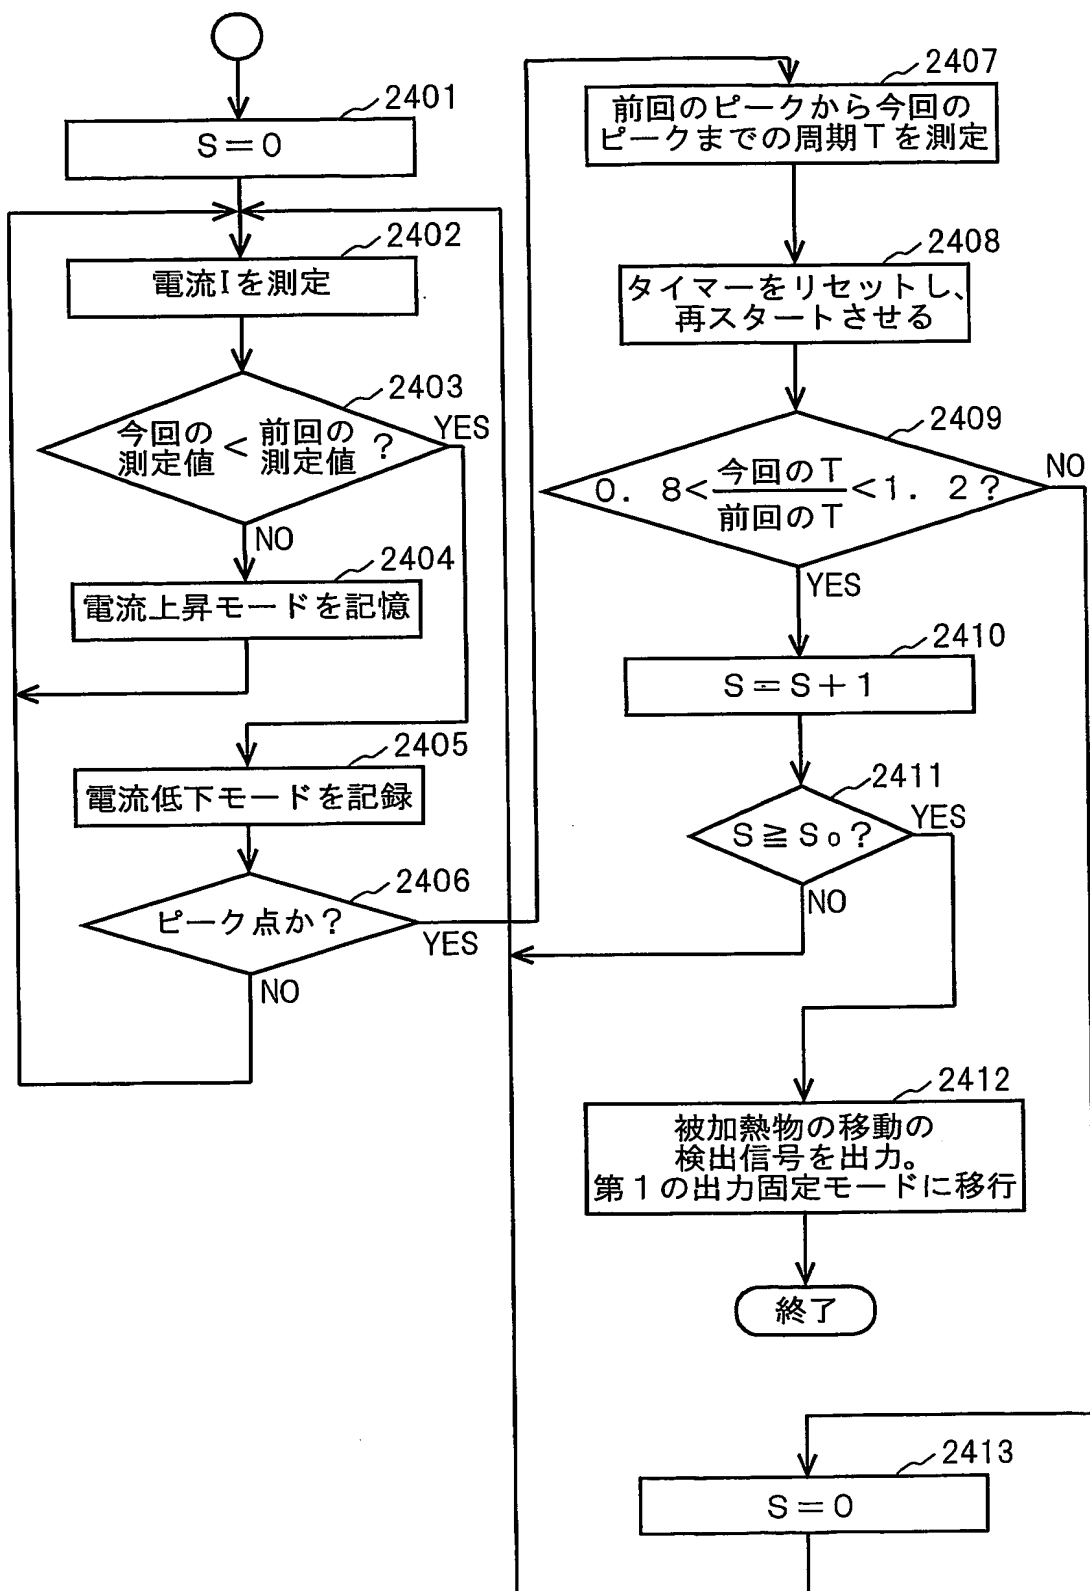 2401
S=0
2402
電流Iを測定
2403
今回の測定値<前回の測定値?
YES
NO
2404
電流上昇モードを記憶
2405
電流低下モードを記録
2406
ピーク点か?
YES
NO
2407
前回のピークから今回の
ピークまでの周期Tを測定
2408
タイマーをリセットし、
再スタートさせる
2409
0.8<今回のT/前回のT<1.2?
NO
YES
2410
S=S+1
2411
S≧S₀?
YES
NO
2412
被加熱物の移動の
検出信号を出力。
第1の出力固定モードに移行
終了
2413
S=0